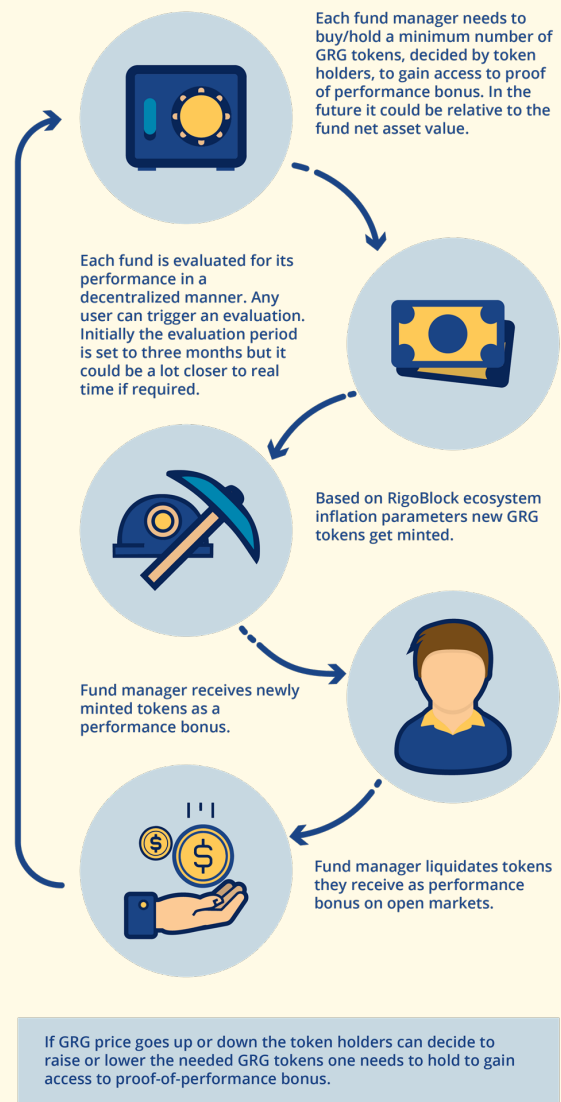 Each fund manager needs to
buy/hold a minimum number of
GRG tokens, decided by token
holders, to gain access to proof
of performance bonus. In the
future it could be relative to the
fund net asset value.
Each fund is evaluated for its
performance in a
decentralized manner. Any
user can trigger an evaluation.
Initially the evaluation period
is set to three months but it
could be a lot closer to real
time if required.
Based on RigoBlock ecosystem
inflation parameters new GRG
tokens get minted.
Fund manager receives newly
minted tokens as a
performance bonus.
$
$
Fund manager liquidates tokens
they receive as performance
bonus on open markets.
If GRG price goes up or down the token holders can decide to
raise or lower the needed GRG tokens one needs to hold to gain
access to proof-of-performance bonus.